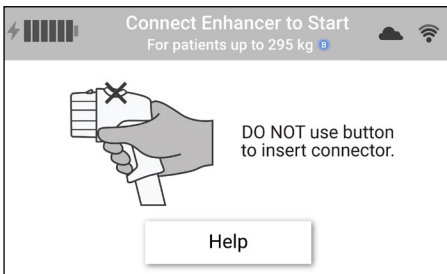 Connect Enhancer to Start
For patients up to 295 kg B
DO NOT use button
to insert connector.
Help